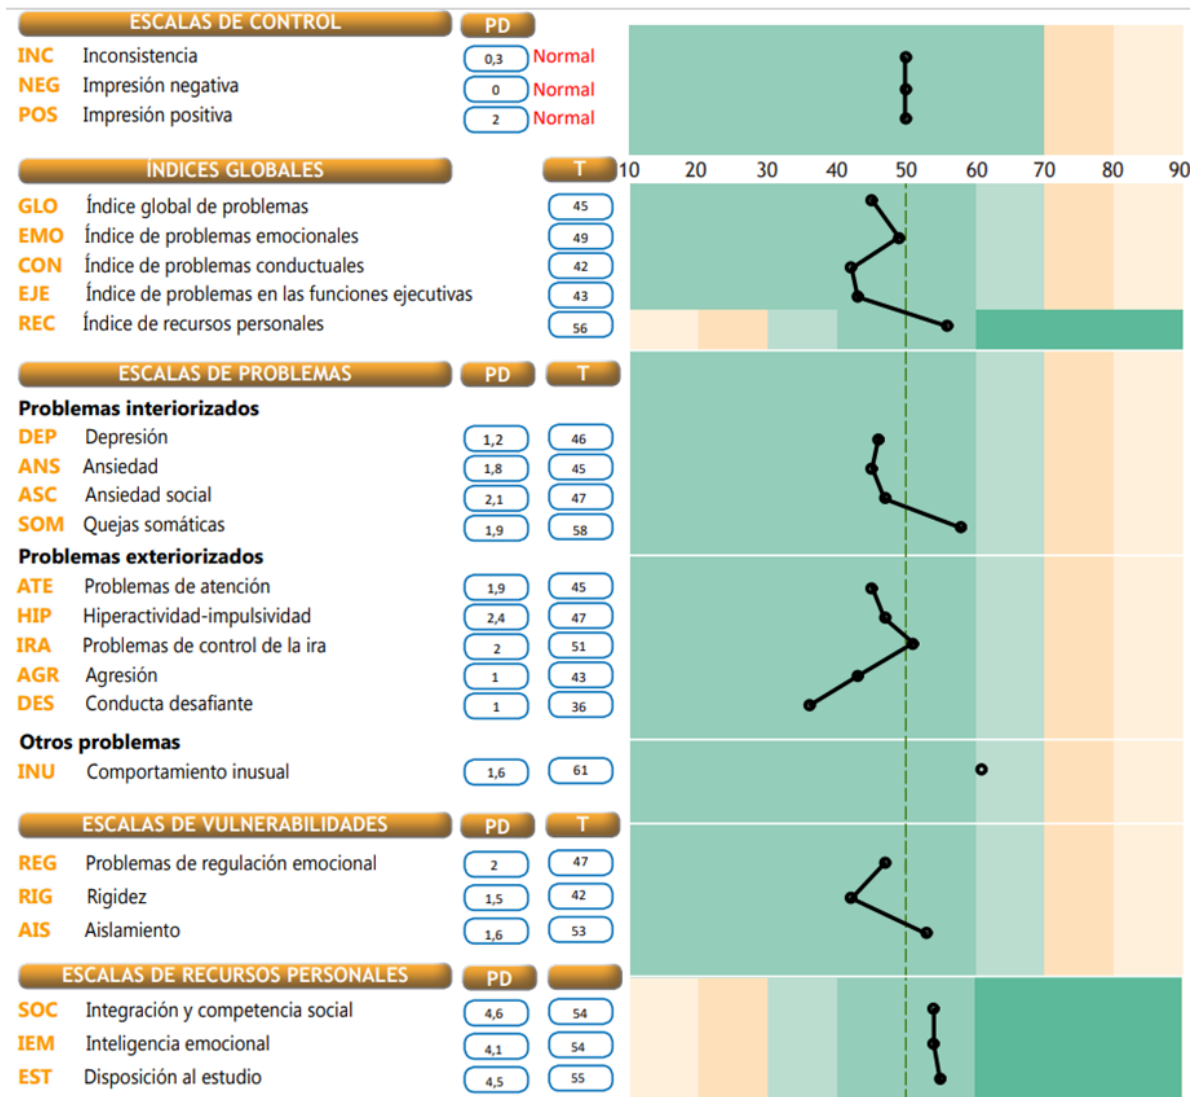 ESCALAS DE CONTROL PD
INC Inconsistencia 0,3 Normal
NEG Impresión negativa 0 Normal
POS Impresión positiva 2 Normal
ÍNDICES GLOBALES T 10 20 30 40 50 60 70 80 90
GLO Índice global de problemas 45
EMO Índice de problemas emocionales 49
CON Índice de problemas conductuales 42
EJE Índice de problemas en las funciones ejecutivas 43
REC Índice de recursos personales 56
ESCALAS DE PROBLEMAS PD T
Problemas interiorizados
DEP Depresión 1,2 46
ANS Ansiedad 1,8 45
ASC Ansiedad social 2,1 47
SOM Quejas somáticas 1,9 58
Problemas exteriorizados
ATE Problemas de atención 1,9 45
HIP Hiperactividad-impulsividad 2,4 47
IRA Problemas de control de la ira 2 51
AGR Agresión 1 43
DES Conducta desafiante 1 36
Otros problemas
INU Comportamiento inusual 1,6 61
ESCALAS DE VULNERABILIDADES PD T
REG Problemas de regulación emocional 2 47
RIG Rigidez 1,5 42
AIS Aislamiento 1,6 53
ESCALAS DE RECURSOS PERSONALES PD
SOC Integración y competencia social 4,6 54
IEM Inteligencia emocional 4,1 54
EST Disposición al estudio 4,5 55